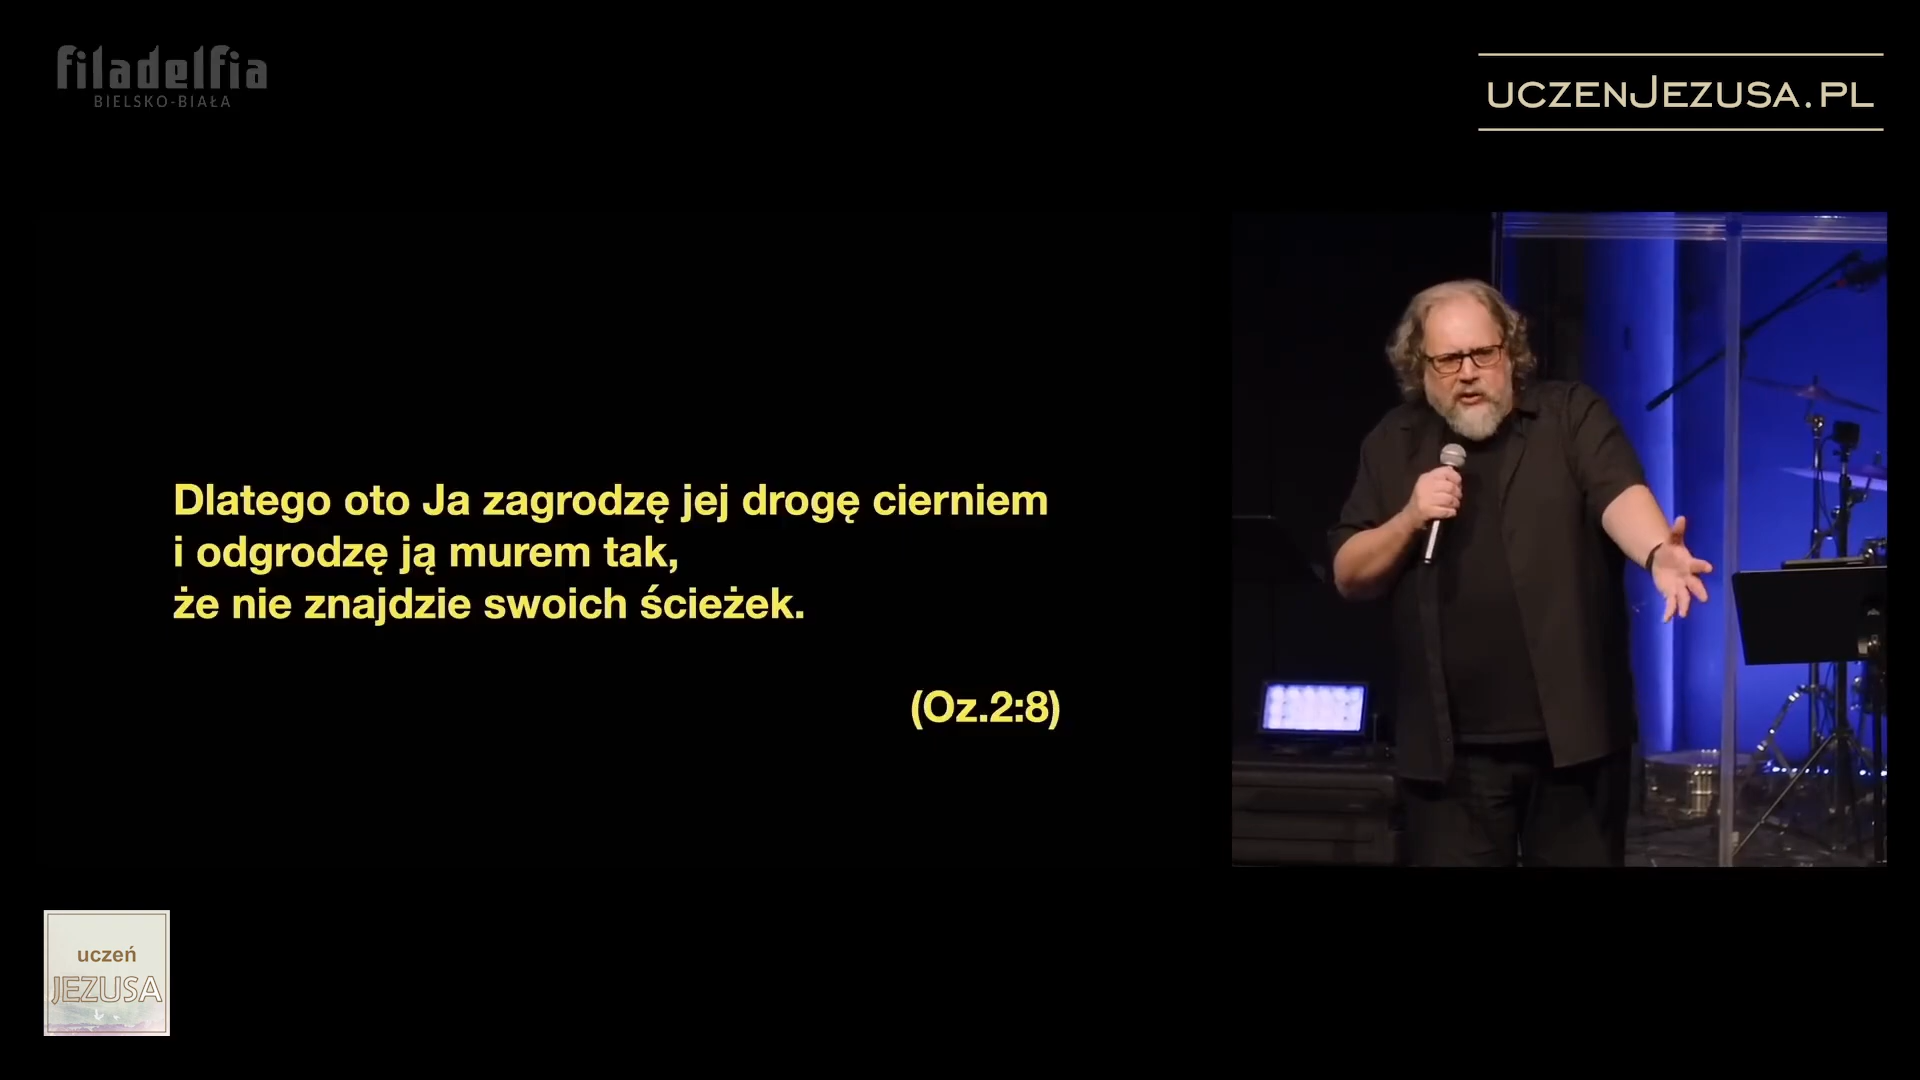 filadelfia
BIELSKO-BIAŁA
uczenJezusa.pl
Dlatego oto Ja zagrodzę jej drogę cierniem
i odgrodzę ją murem tak,
że nie znajdzie swoich ścieżek.
(Oz.2:8)
uczeń
JEZUSA